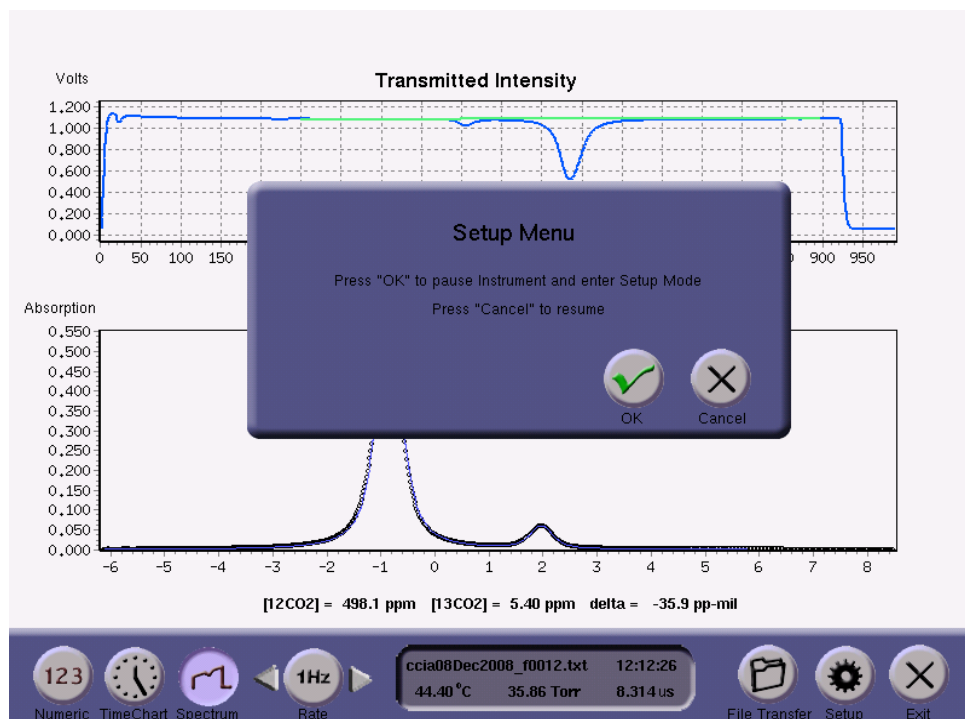 Volts
Transmitted Intensity
1.200
1.000
0.800
0.600
0.400
0.200
0.000
0 50 100 150 900 950
Setup Menu
Press "OK" to pause Instrument and enter Setup Mode
Press "Cancel" to resume
OK Cancel
Absorption
0.550
0.500
0.450
0.400
0.350
0.300
0.250
0.200
0.150
0.100
0.050
0.000
-6 -5 -4 -3 -2 -1 0 1 2 3 4 5 6 7 8
[12CO2] = 498.1 ppm [13CO2] = 5.40 ppm delta = -35.9 pp-mil
123 1Hz
ccia08Dec2008_f0012.txt 12:12:26
44.40 °C 35.86 Torr 8.314 us
Numeric TimeChart Spectrum Rate File Transfer Setup Exit